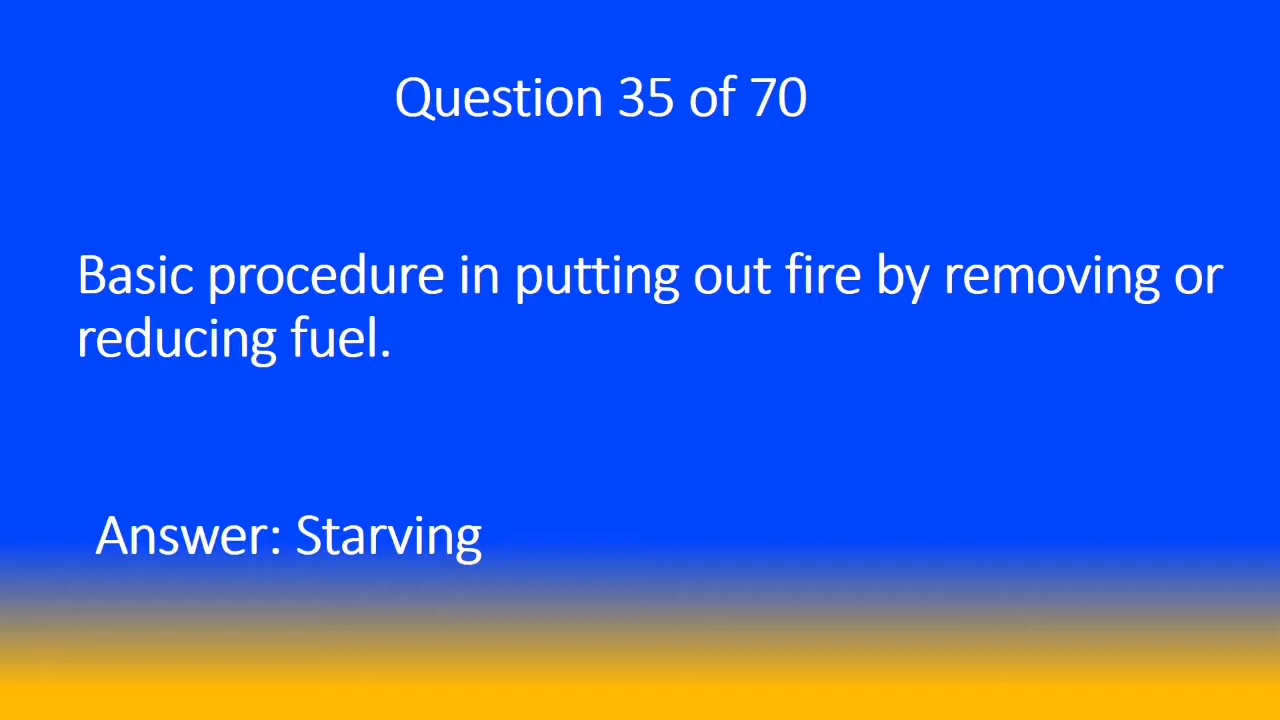 Question 35 of 70
Basic procedure in putting out fire by removing or
reducing fuel.
Answer: Starving